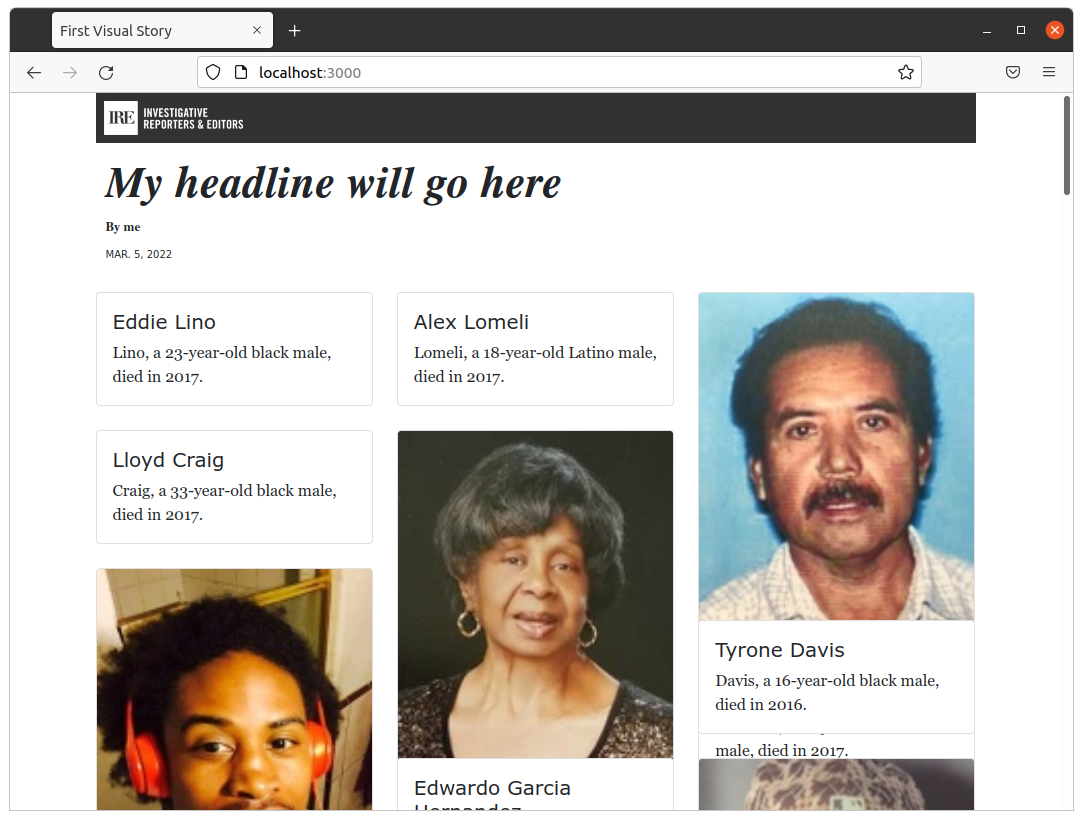 First Visual Story
localhost:3000
IRE INVESTIGATIVE
REPORTERS & EDITORS
My headline will go here
By me
MAR. 5, 2022
Eddie Lino
Lino, a 23-year-old black male,
died in 2017.
Alex Lomeli
Lomeli, a 18-year-old Latino male,
died in 2017.
Lloyd Craig
Craig, a 33-year-old black male,
died in 2017.
Tyrone Davis
Davis, a 16-year-old black male,
died in 2016.
male, died in 2017.
Edwardo Garcia
Hernandez